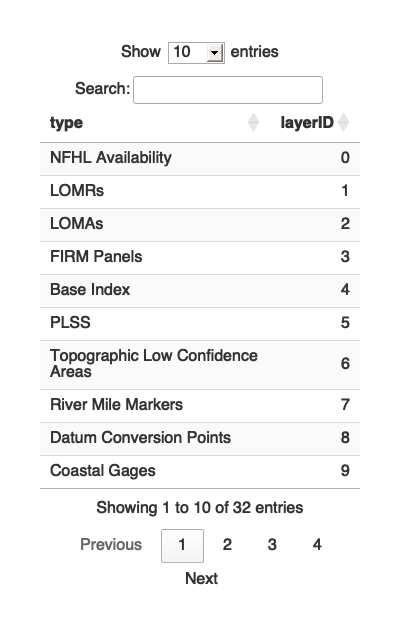 Show 10 entries
Search:
type layerID
NFHL Availability 0
LOMRs 1
LOMAs 2
FIRM Panels 3
Base Index 4
PLSS 5
Topographic Low Confidence
Areas 6
River Mile Markers 7
Datum Conversion Points 8
Coastal Gages 9
Showing 1 to 10 of 32 entries
Previous 1 2 3 4
Next